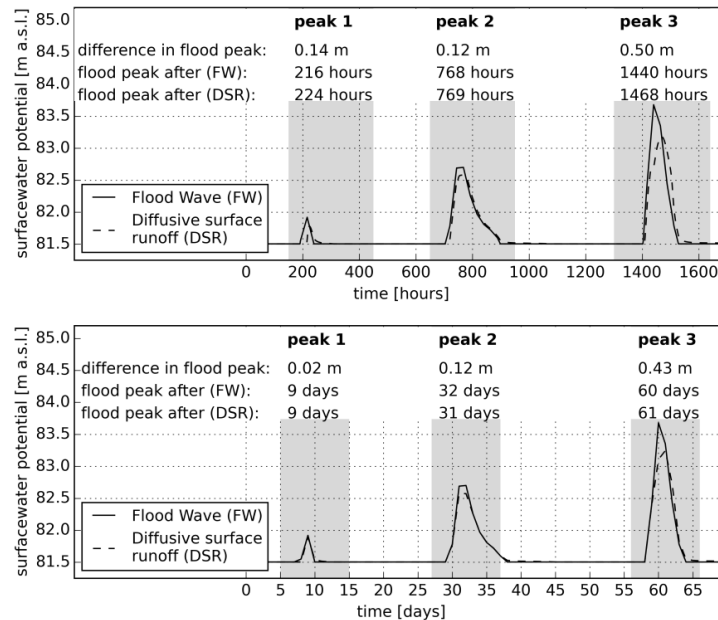 peak 1 peak 2 peak 3
difference in flood peak: 0.14 m 0.12 m 0.50 m
flood peak after (FW): 216 hours 768 hours 1440 hours
flood peak after (DSR): 224 hours 769 hours 1468 hours
surfacewater potential [m a.s.l.]
85.0
84.5
84.0
83.5
83.0
82.5
82.0
81.5
Flood Wave (FW)
Diffusive surface
runoff (DSR)
0 200 400 600 800 1000 1200 1400 1600
time [hours]
peak 1 peak 2 peak 3
difference in flood peak: 0.02 m 0.12 m 0.43 m
flood peak after (FW): 9 days 32 days 60 days
flood peak after (DSR): 9 days 31 days 61 days
surfacewater potential [m a.s.l.]
85.0
84.5
84.0
83.5
83.0
82.5
82.0
81.5
Flood Wave (FW)
Diffusive surface
runoff (DSR)
0 5 10 15 20 25 30 35 40 45 50 55 60 65
time [days]